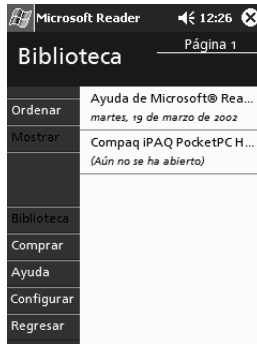 Microsoft Reader 12:26
Biblioteca
Página 1
Ordenar
Mostrar
Biblioteca
Comprar
Ayuda
Configurar
Regresar
Ayuda de Microsoft® Rea...
martes, 19 de marzo de 2002
Compaq iPAQ PocketPC H...
(Aún no se ha abierto)